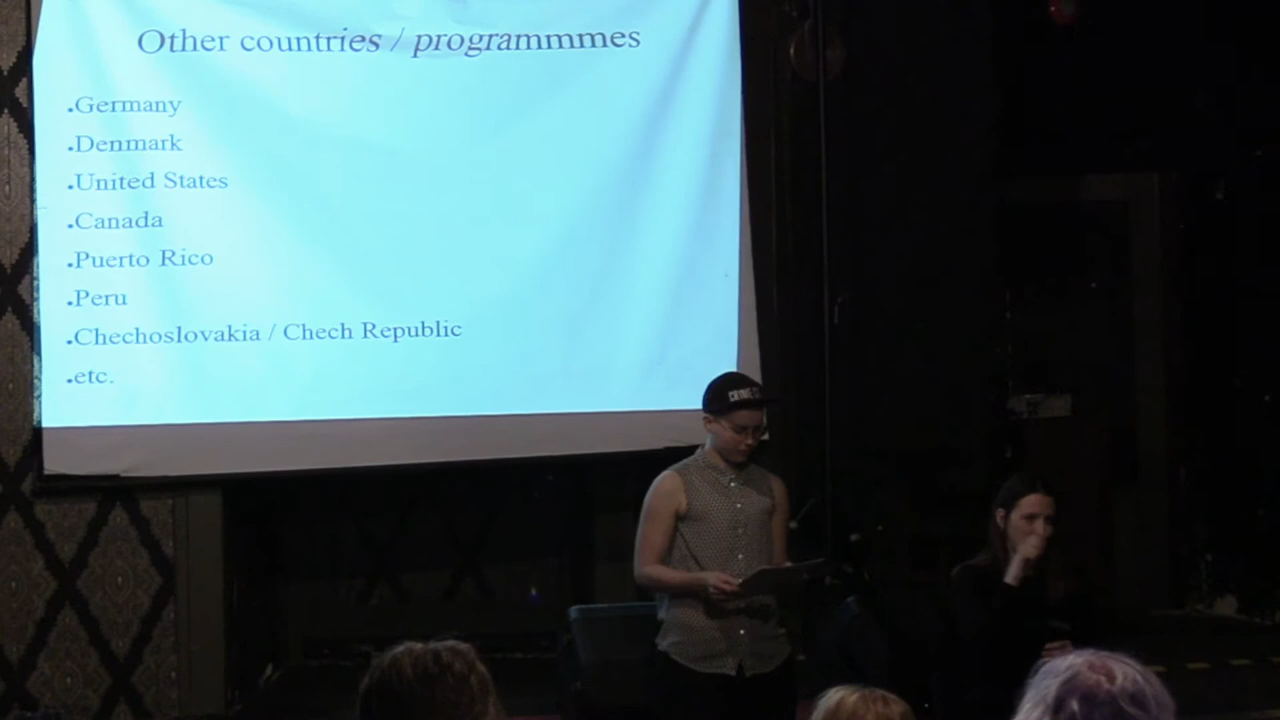 Other countries / programmmes
.Germany
.Denmark
.United States
.Canada
.Puerto Rico
.Peru
.Chechoslovakia / Chech Republic
.etc.